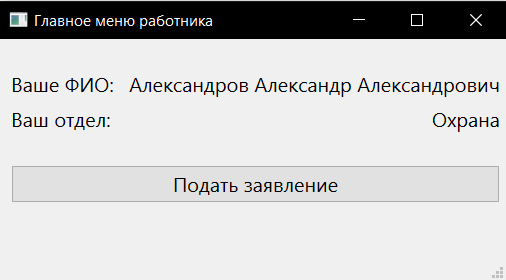 Главное меню работника
Ваше ФИО: Александров Александр Александрович
Ваш отдел: Охрана
Подать заявление